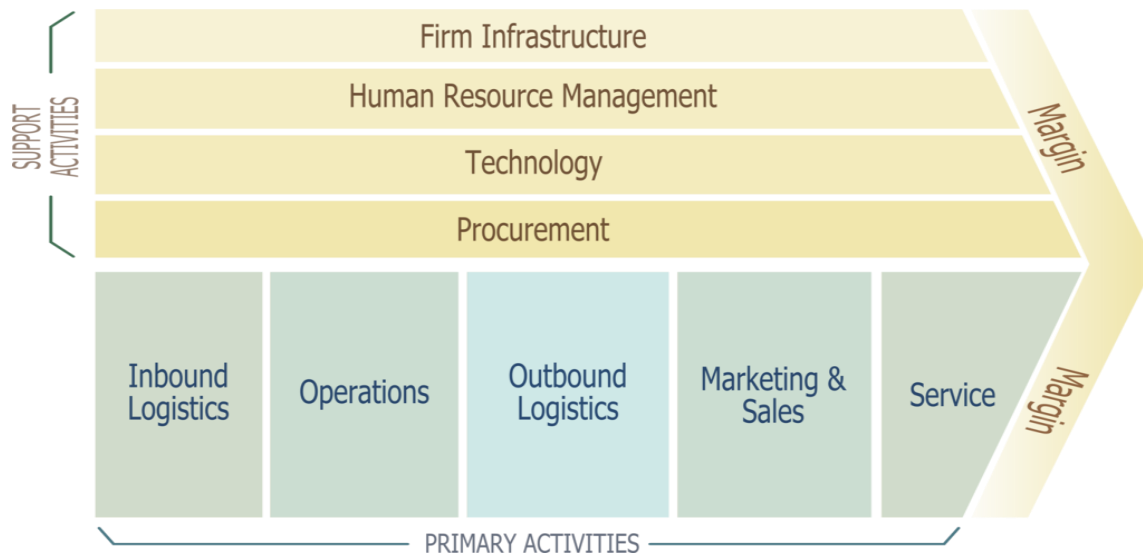 SUPPORT
ACTIVITIES
Firm Infrastructure
Human Resource Management
Technology
Procurement
Margin
Inbound
Logistics
Operations
Outbound
Logistics
Marketing &
Sales
Service
Margin
PRIMARY ACTIVITIES